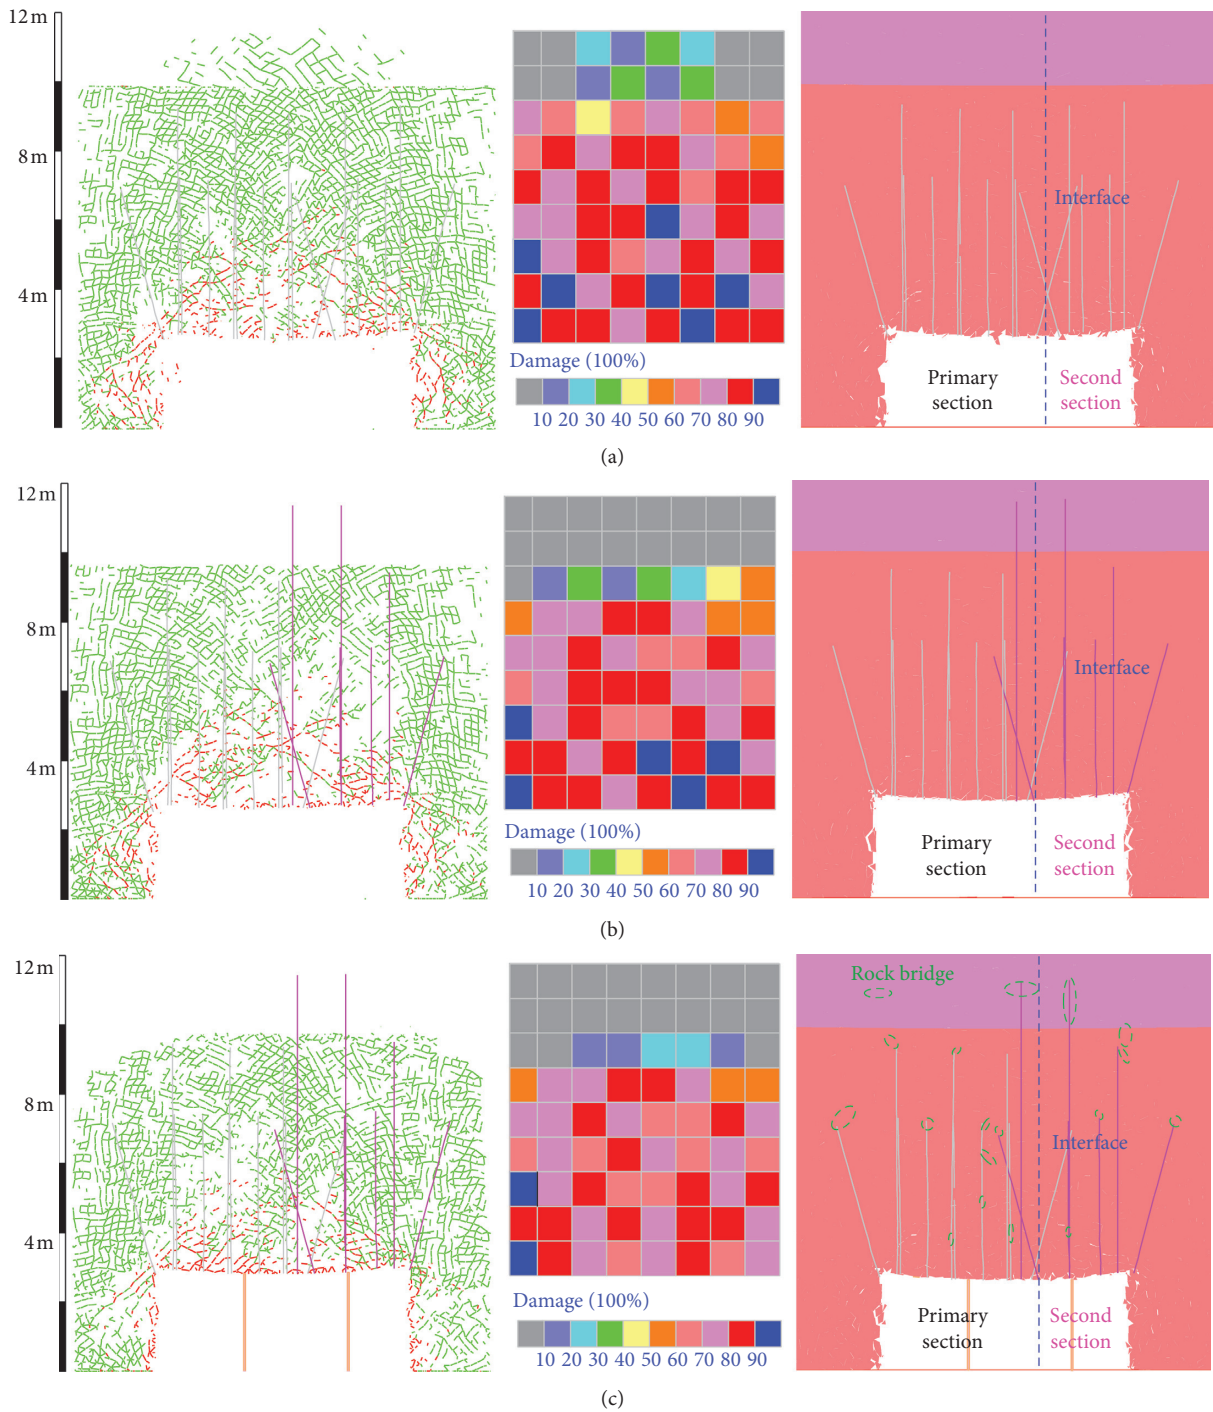 12 m
8 m
4 m
Damage (100%)
10 20 30 40 50 60 70 80 90
Interface
Primary
section
Second
section
(a)
12 m
8 m
4 m
Damage (100%)
10 20 30 40 50 60 70 80 90
Interface
Primary
section
Second
section
(b)
12 m
8 m
4 m
Damage (100%)
10 20 30 40 50 60 70 80 90
Rock bridge
Interface
Primary
section
Second
section
(c)